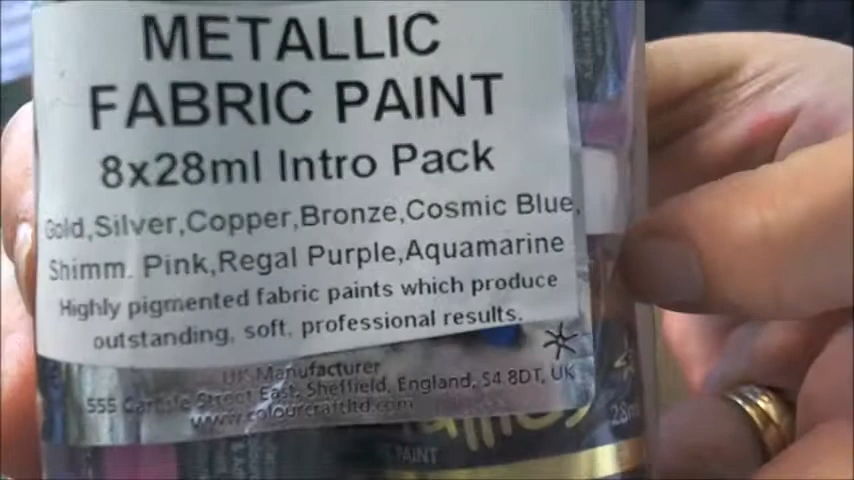 METALLIC
FABRIC PAINT
8x28ml Intro Pack
Gold,Silver,Copper,Bronze,Cosmic Blue,
Shimm. Pink,Regal Purple,Aquamarine
Highly pigmented fabric paints which produce
outstanding, soft, professional results.
UK Manufacturer
555 Carlisle Street East, Sheffield, England, S4 8DT, UK
www.colourcraftltd.com
28ml
PAINT